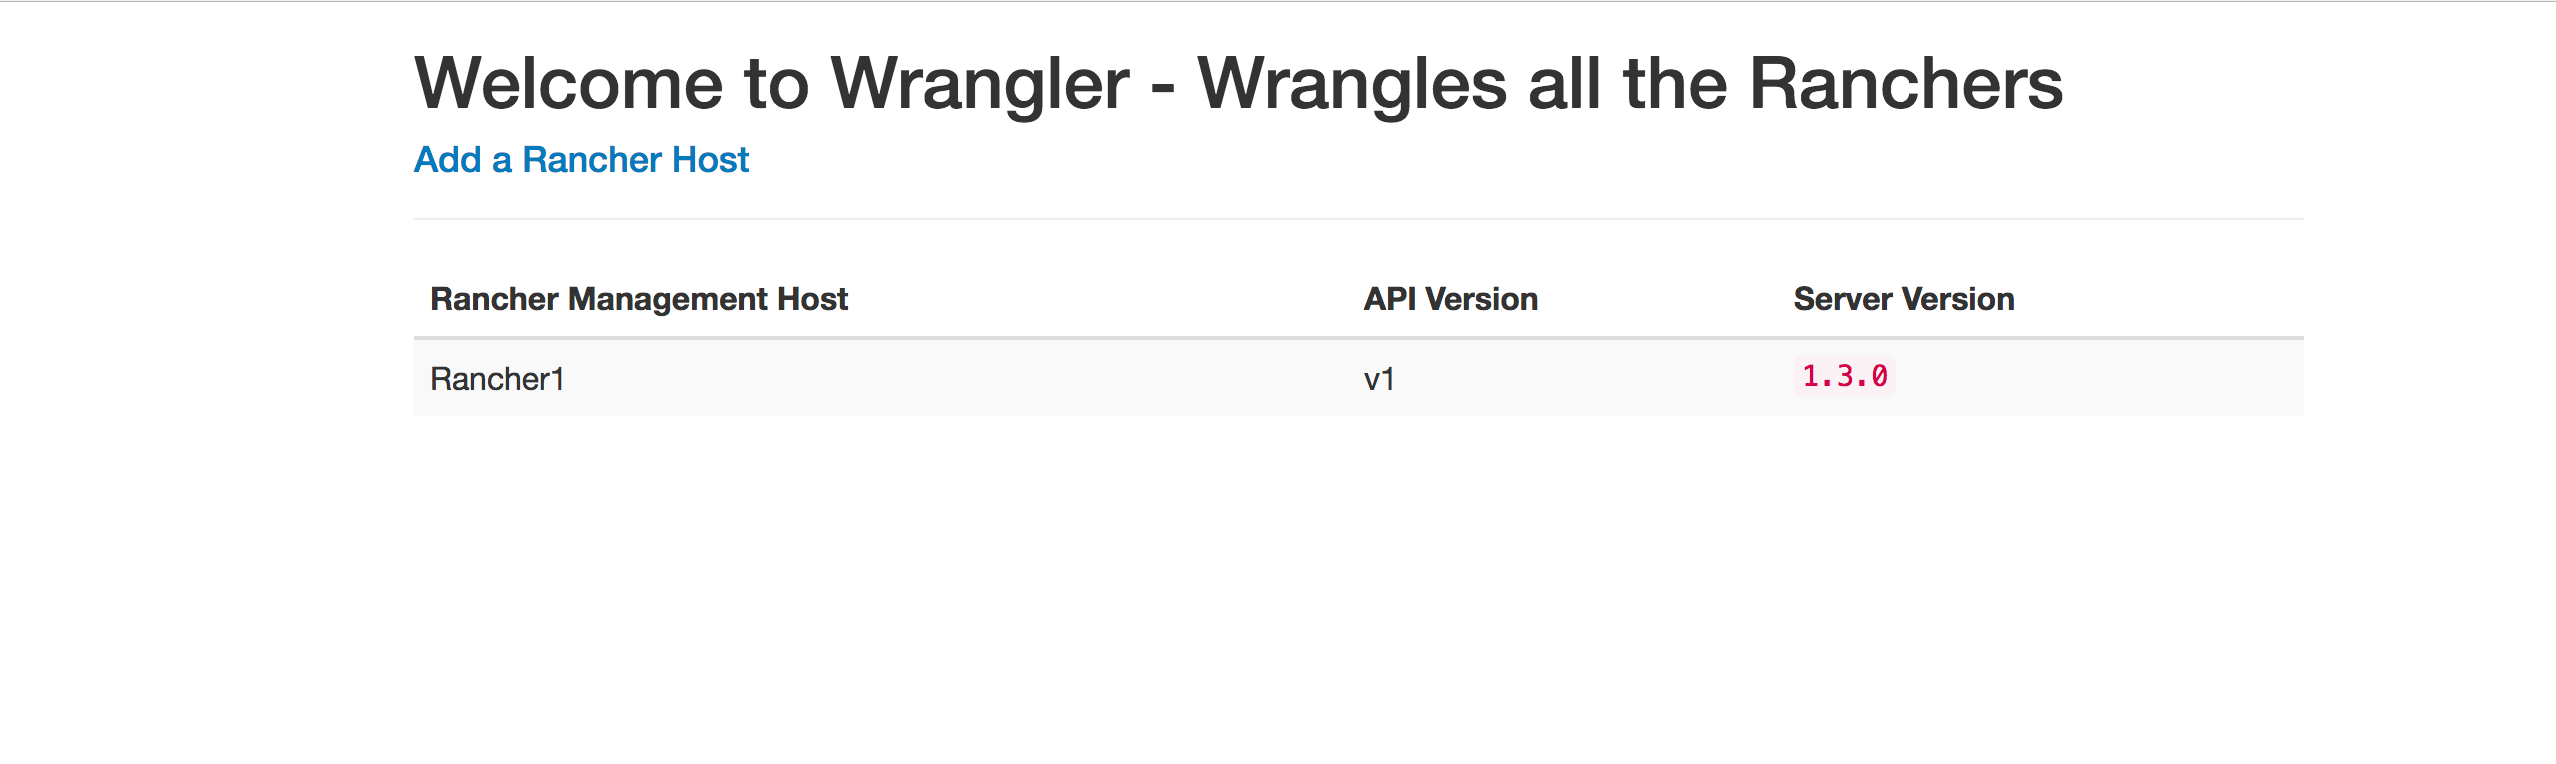 Welcome to Wrangler - Wrangles all the Ranchers
Add a Rancher Host
Rancher Management Host API Version Server Version
Rancher1 v1 1.3.0